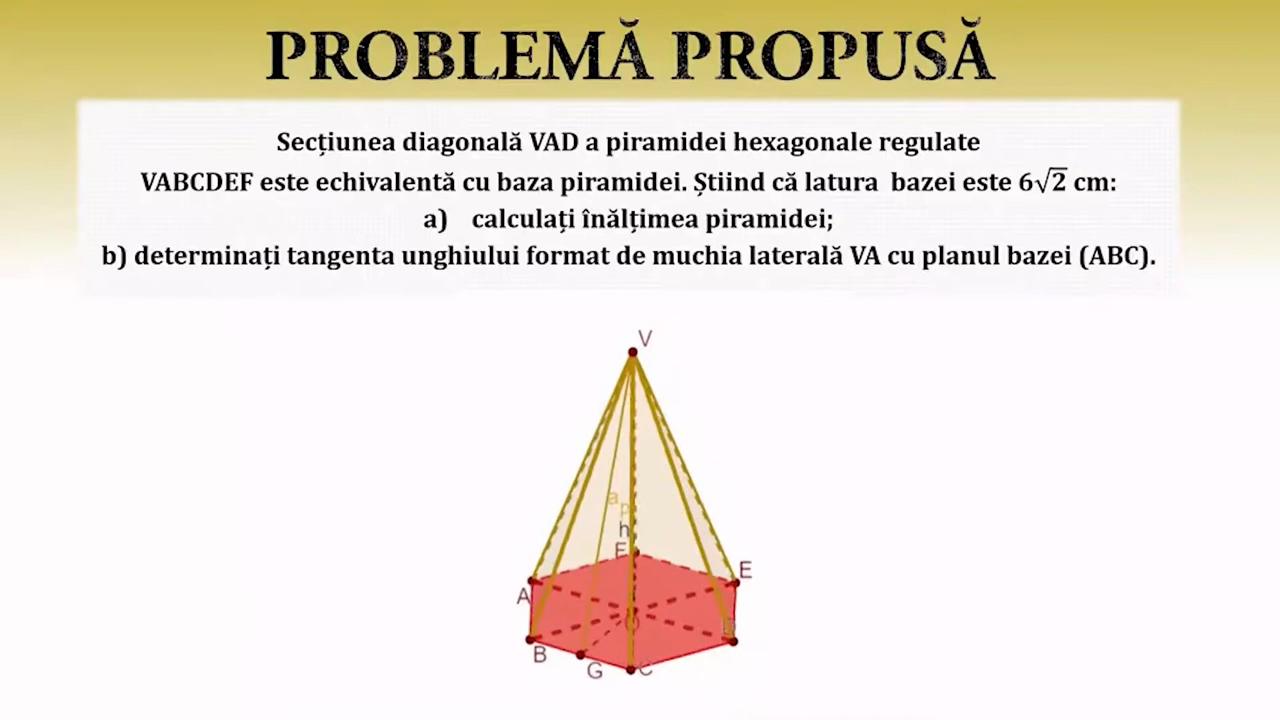 PROBLEMĂ PROPUSĂ
Secțiunea diagonală VAD a piramidei hexagonale regulate
VABCDEF este echivalentă cu baza piramidei. Știind că latura bazei este 6√2 cm:
a) calculați înălțimea piramidei;
b) determinați tangenta unghiului format de muchia laterală VA cu planul bazei (ABC).
V
a_p
h
F
E
A
O
D
B
G
C